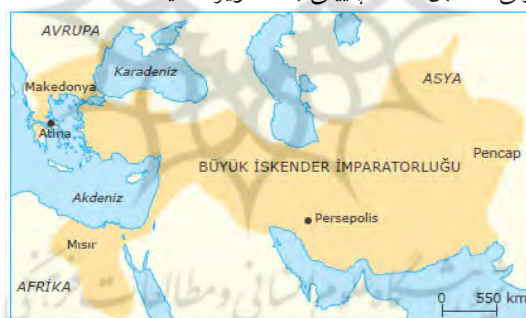 AVRUPA
Karadeniz
ASYA
Makedonya
Atina
BÜYÜK İSKENDER İMPARATORLUĞU
Pencap
Akdeniz
Persepolis
Mısır
AFRİKA
0 550 km